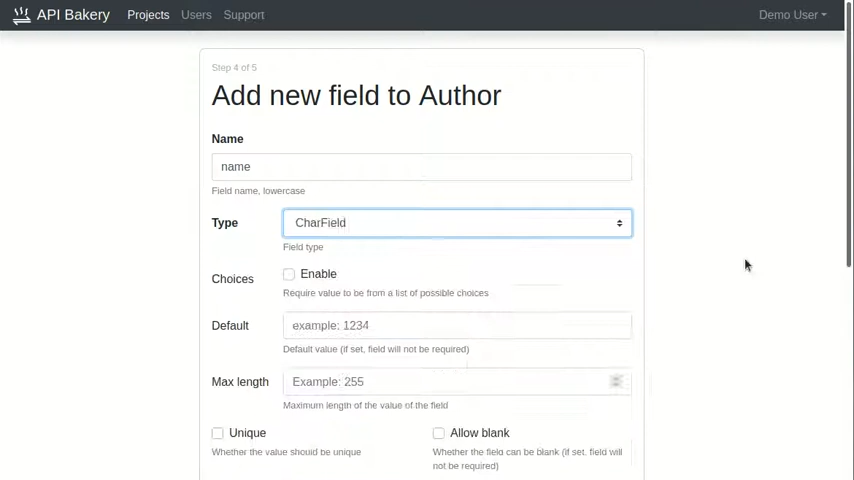 API Bakery Projects Users Support Demo User
Step 4 of 5
Add new field to Author
Name
name
Field name, lowercase
Type CharField
Field type
Choices Enable
Require value to be from a list of possible choices
Default example: 1234
Default value (if set, field will not be required)
Max length Example: 255
Maximum length of the value of the field
Unique Allow blank
Whether the value should be unique Whether the field can be blank (if set, field will
not be required)